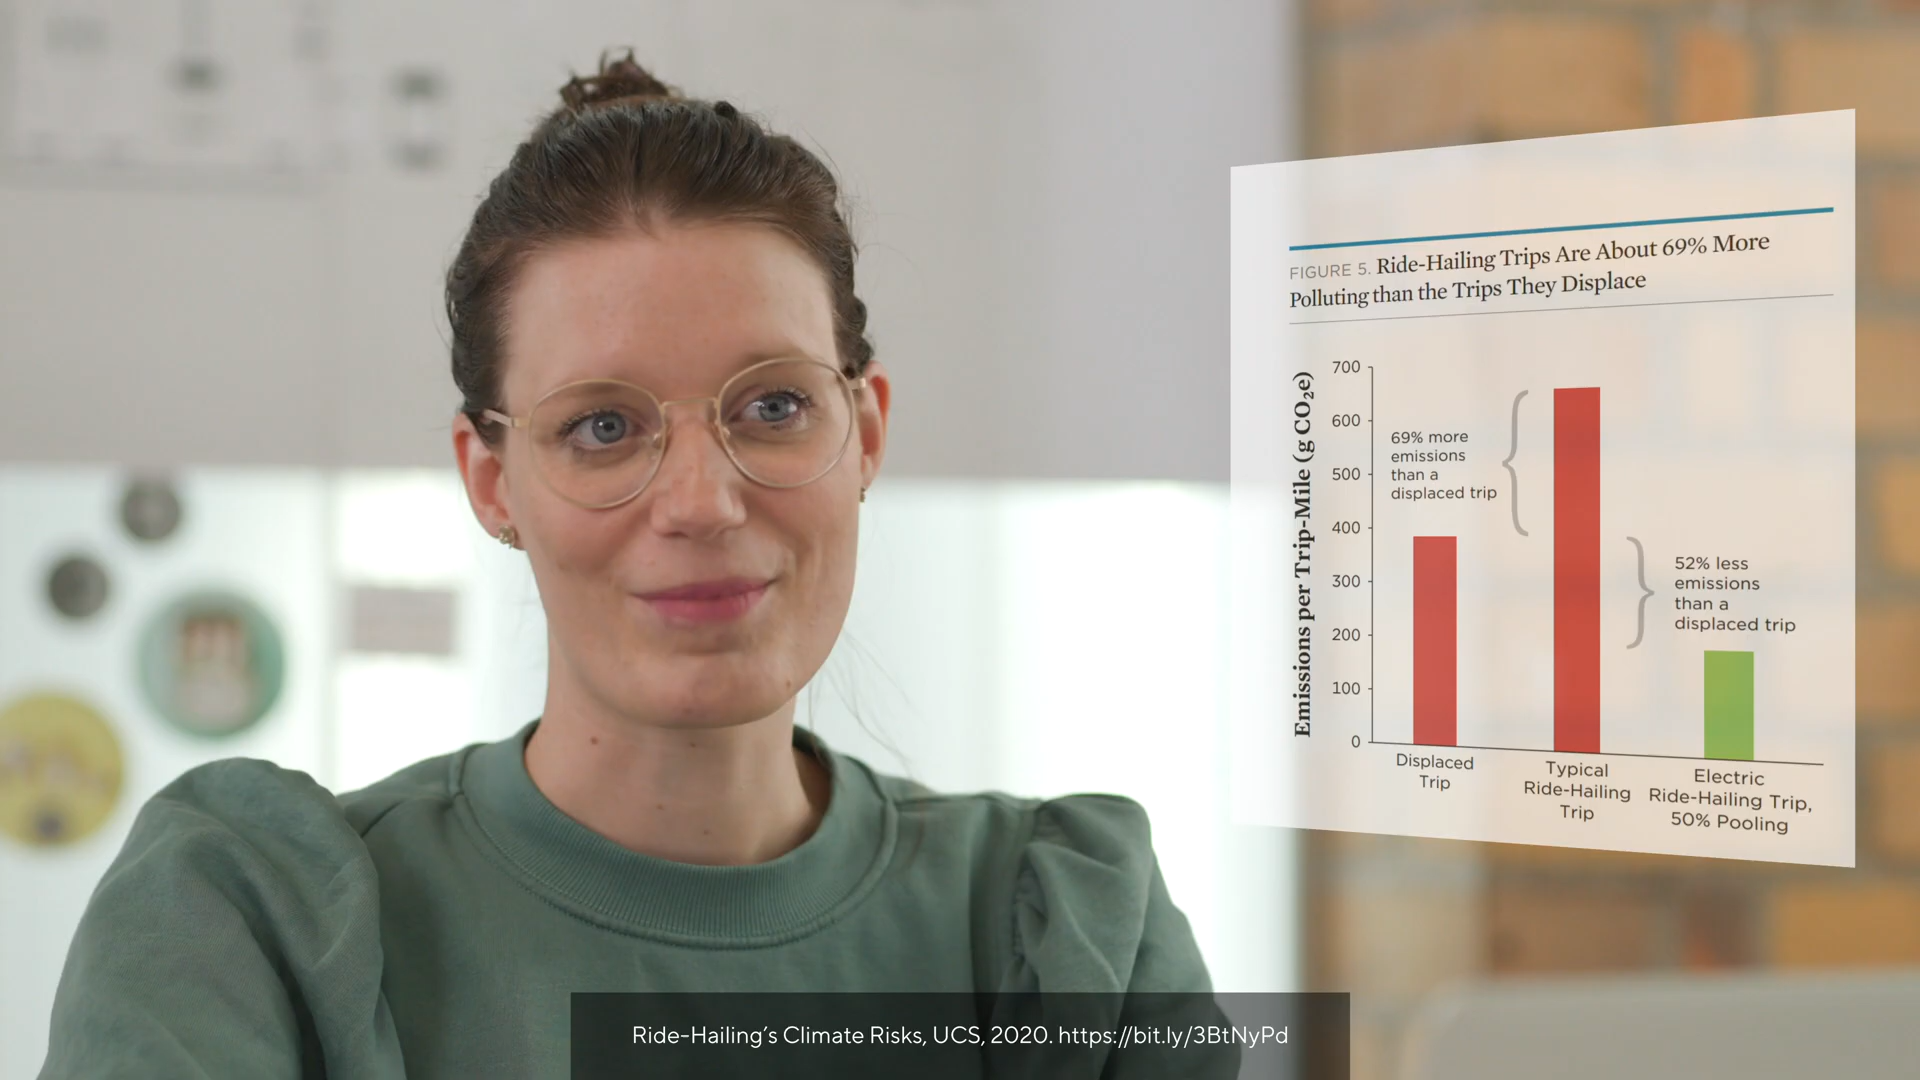 FIGURE 5. Ride-Hailing Trips Are About 69% More
Polluting than the Trips They Displace
Emissions per Trip-Mile (g CO₂e)
700
600
500
400
300
200
100
0
69% more
emissions
than a
displaced trip
52% less
emissions
than a
displaced trip
Displaced
Trip
Typical
Ride-Hailing
Trip
Electric
Ride-Hailing Trip,
50% Pooling
Ride-Hailing’s Climate Risks, UCS, 2020. https://bit.ly/3BtNyPd